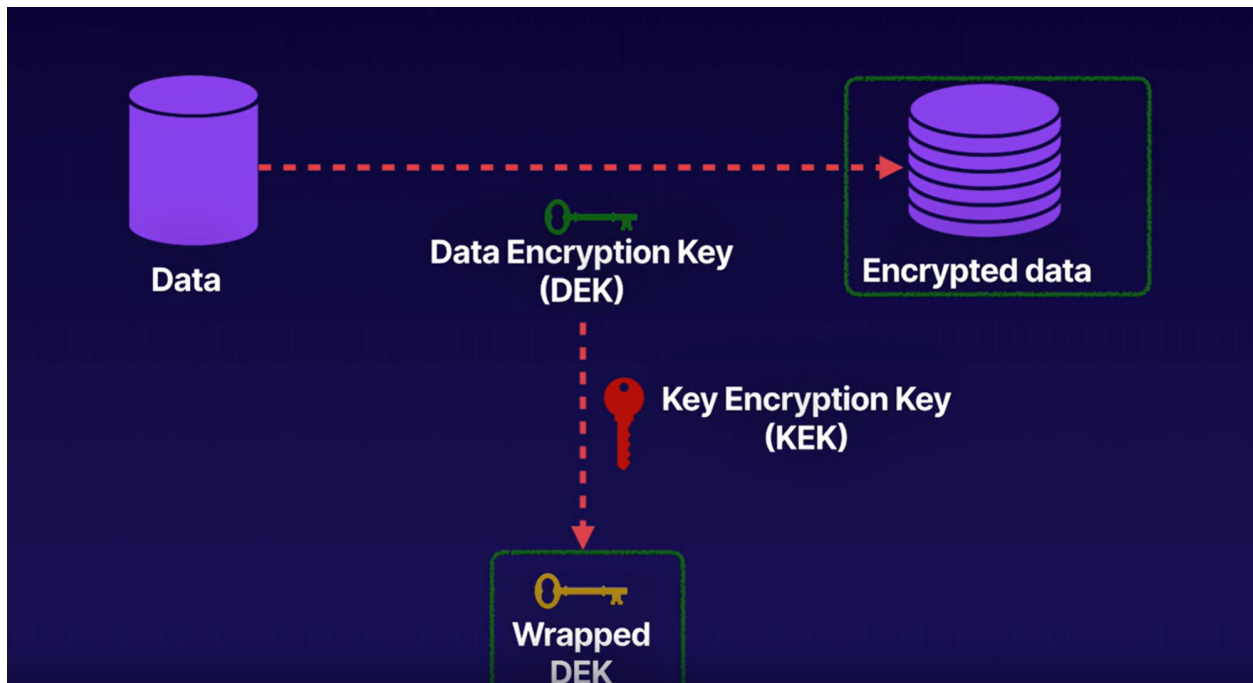 Data
Data Encryption Key
(DEK)
Encrypted data
Key Encryption Key
(KEK)
Wrapped
DEK